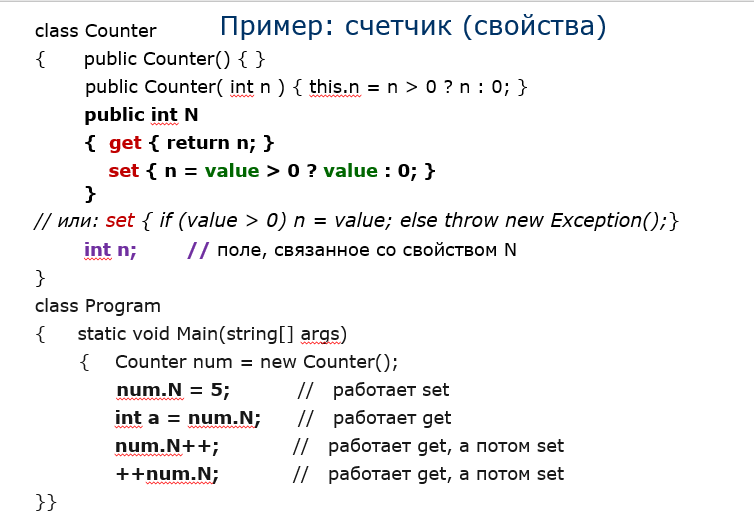 Пример: счетчик (свойства)
class Counter
{ public Counter() { }
public Counter( int n ) { this.n = n > 0 ? n : 0; }
public int N
{ get { return n; }
set { n = value > 0 ? value : 0; }
}
// или: set { if (value > 0) n = value; else throw new Exception();}
int n; // поле, связанное со свойством N
}
class Program
{ static void Main(string[] args)
{ Counter num = new Counter();
num.N = 5; // работает set
int a = num.N; // работает get
num.N++; // работает get, а потом set
++num.N; // работает get, а потом set
}}